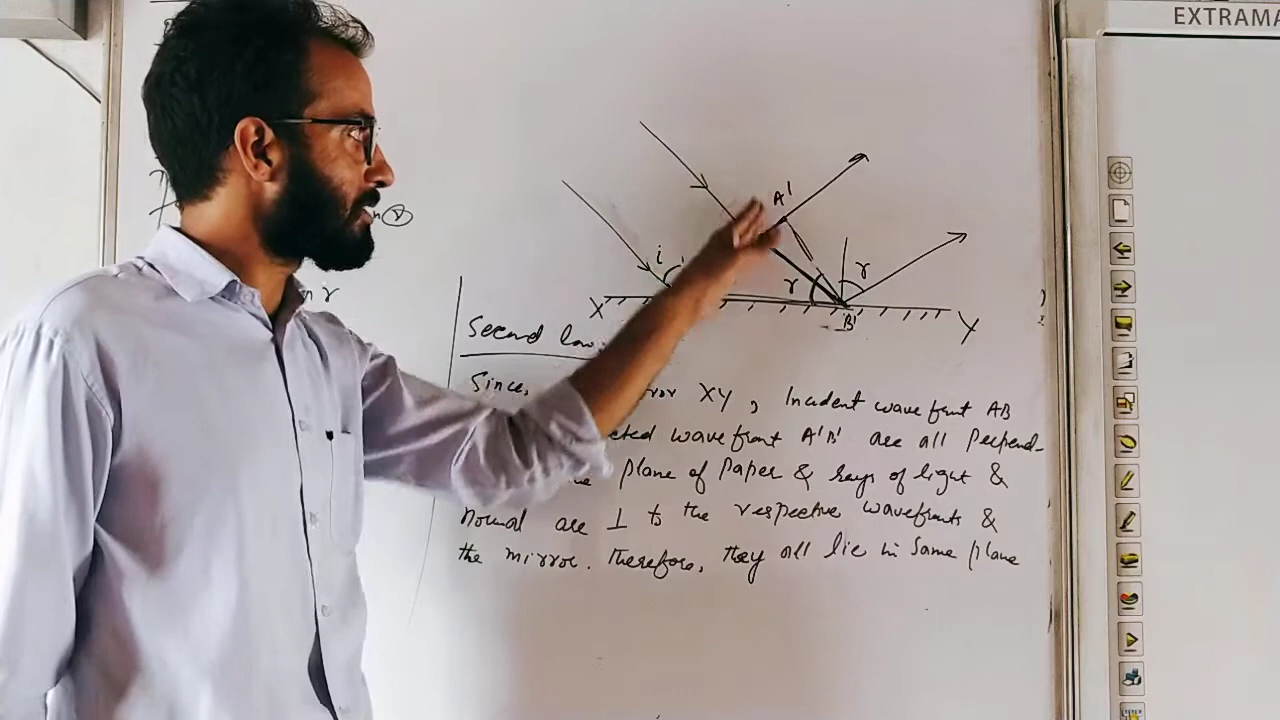 EXTRAMA
A'
i
r
r
r
X
B'
Y
Second law
Since, XY, Incident wavefront AB
wavefront A'B' are all Perpend-
Plane of Paper & rays of light &
Normal are ⊥ to the respective wavefronts &
the mirror. therefore, they all lie in same plane